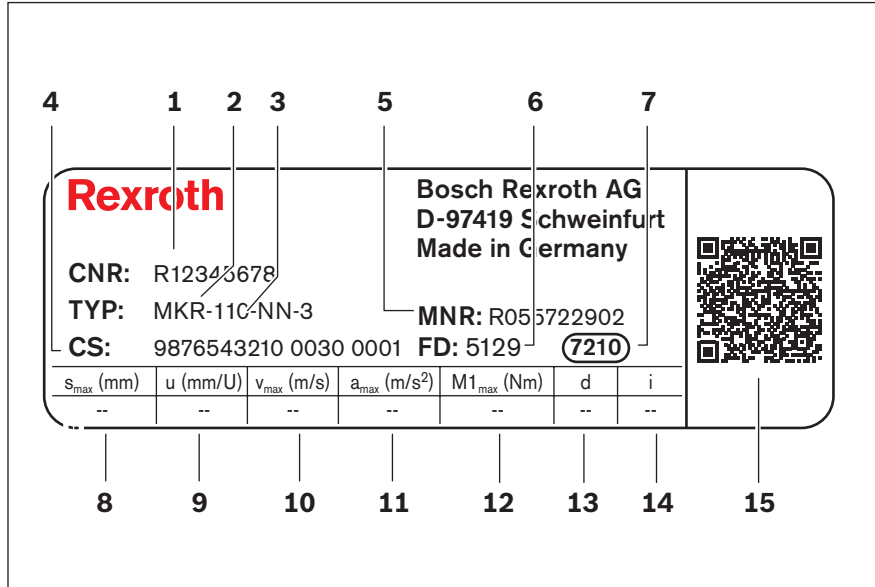 4 1 2 3 5 6 7
Rexroth
Bosch Rexroth AG
D-97419 Schweinfurt
Made in Germany
CNR: R12345678
TYP: MKR-110-NN-3
MNR: R055722902
CS: 9876543210 0030 0001 FD: 5129 7210
smax (mm) u (mm/U) vmax (m/s) amax (m/s2) M1max (Nm) d i
-- -- -- -- -- -- --
8 9 10 11 12 13 14 15